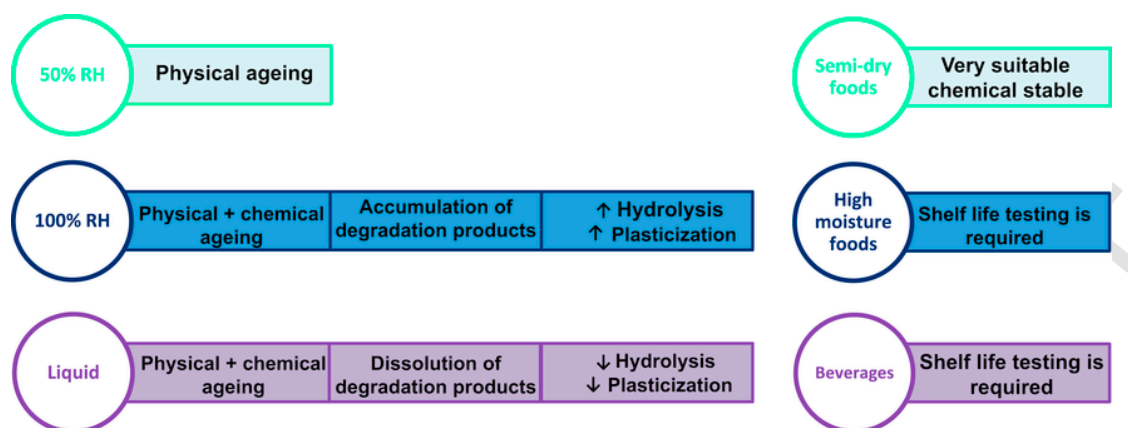 50% RH
Physical ageing
Semi-dry
foods
Very suitable
chemical stable
100% RH
Physical + chemical
ageing
Accumulation of
degradation products
↑ Hydrolysis
↑ Plasticization
High
moisture
foods
Shelf life testing is
required
Liquid
Physical + chemical
ageing
Dissolution of
degradation products
↓ Hydrolysis
↓ Plasticization
Beverages
Shelf life testing is
required